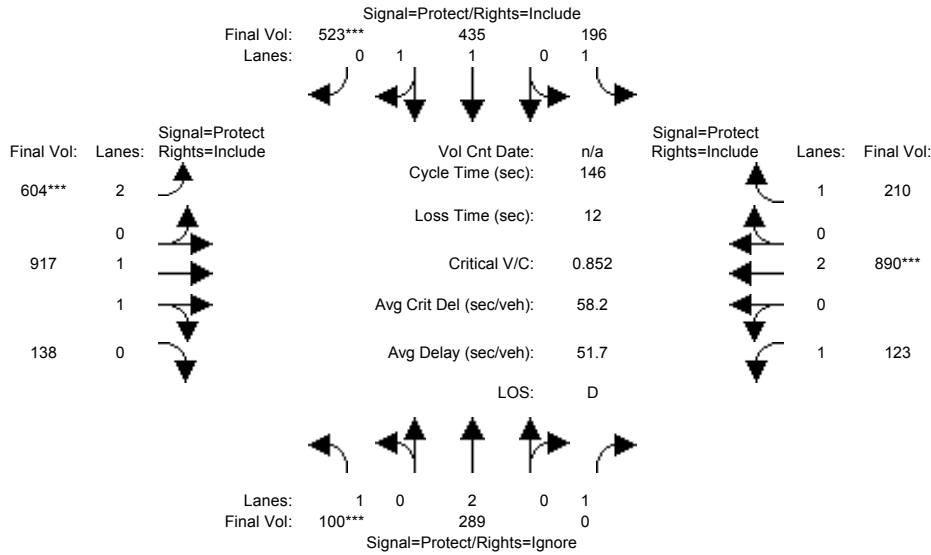 Signal=Protect/Rights=Include
Final Vol: 523*** 435 196
Lanes: 0 1 1 0 1
Signal=Protect
Final Vol: Lanes: Rights=Include
Vol Cnt Date: n/a
Signal=Protect
Rights=Include Lanes: Final Vol:
Cycle Time (sec): 146
604*** 2
1 210
Loss Time (sec): 12
0
0
917 1
Critical V/C: 0.852
2 890***
1
Avg Crit Del (sec/veh): 58.2
0
138 0
Avg Delay (sec/veh): 51.7
1 123
LOS: D
Lanes: 1 0 2 0 1
Final Vol: 100*** 289 0
Signal=Protect/Rights=Ignore